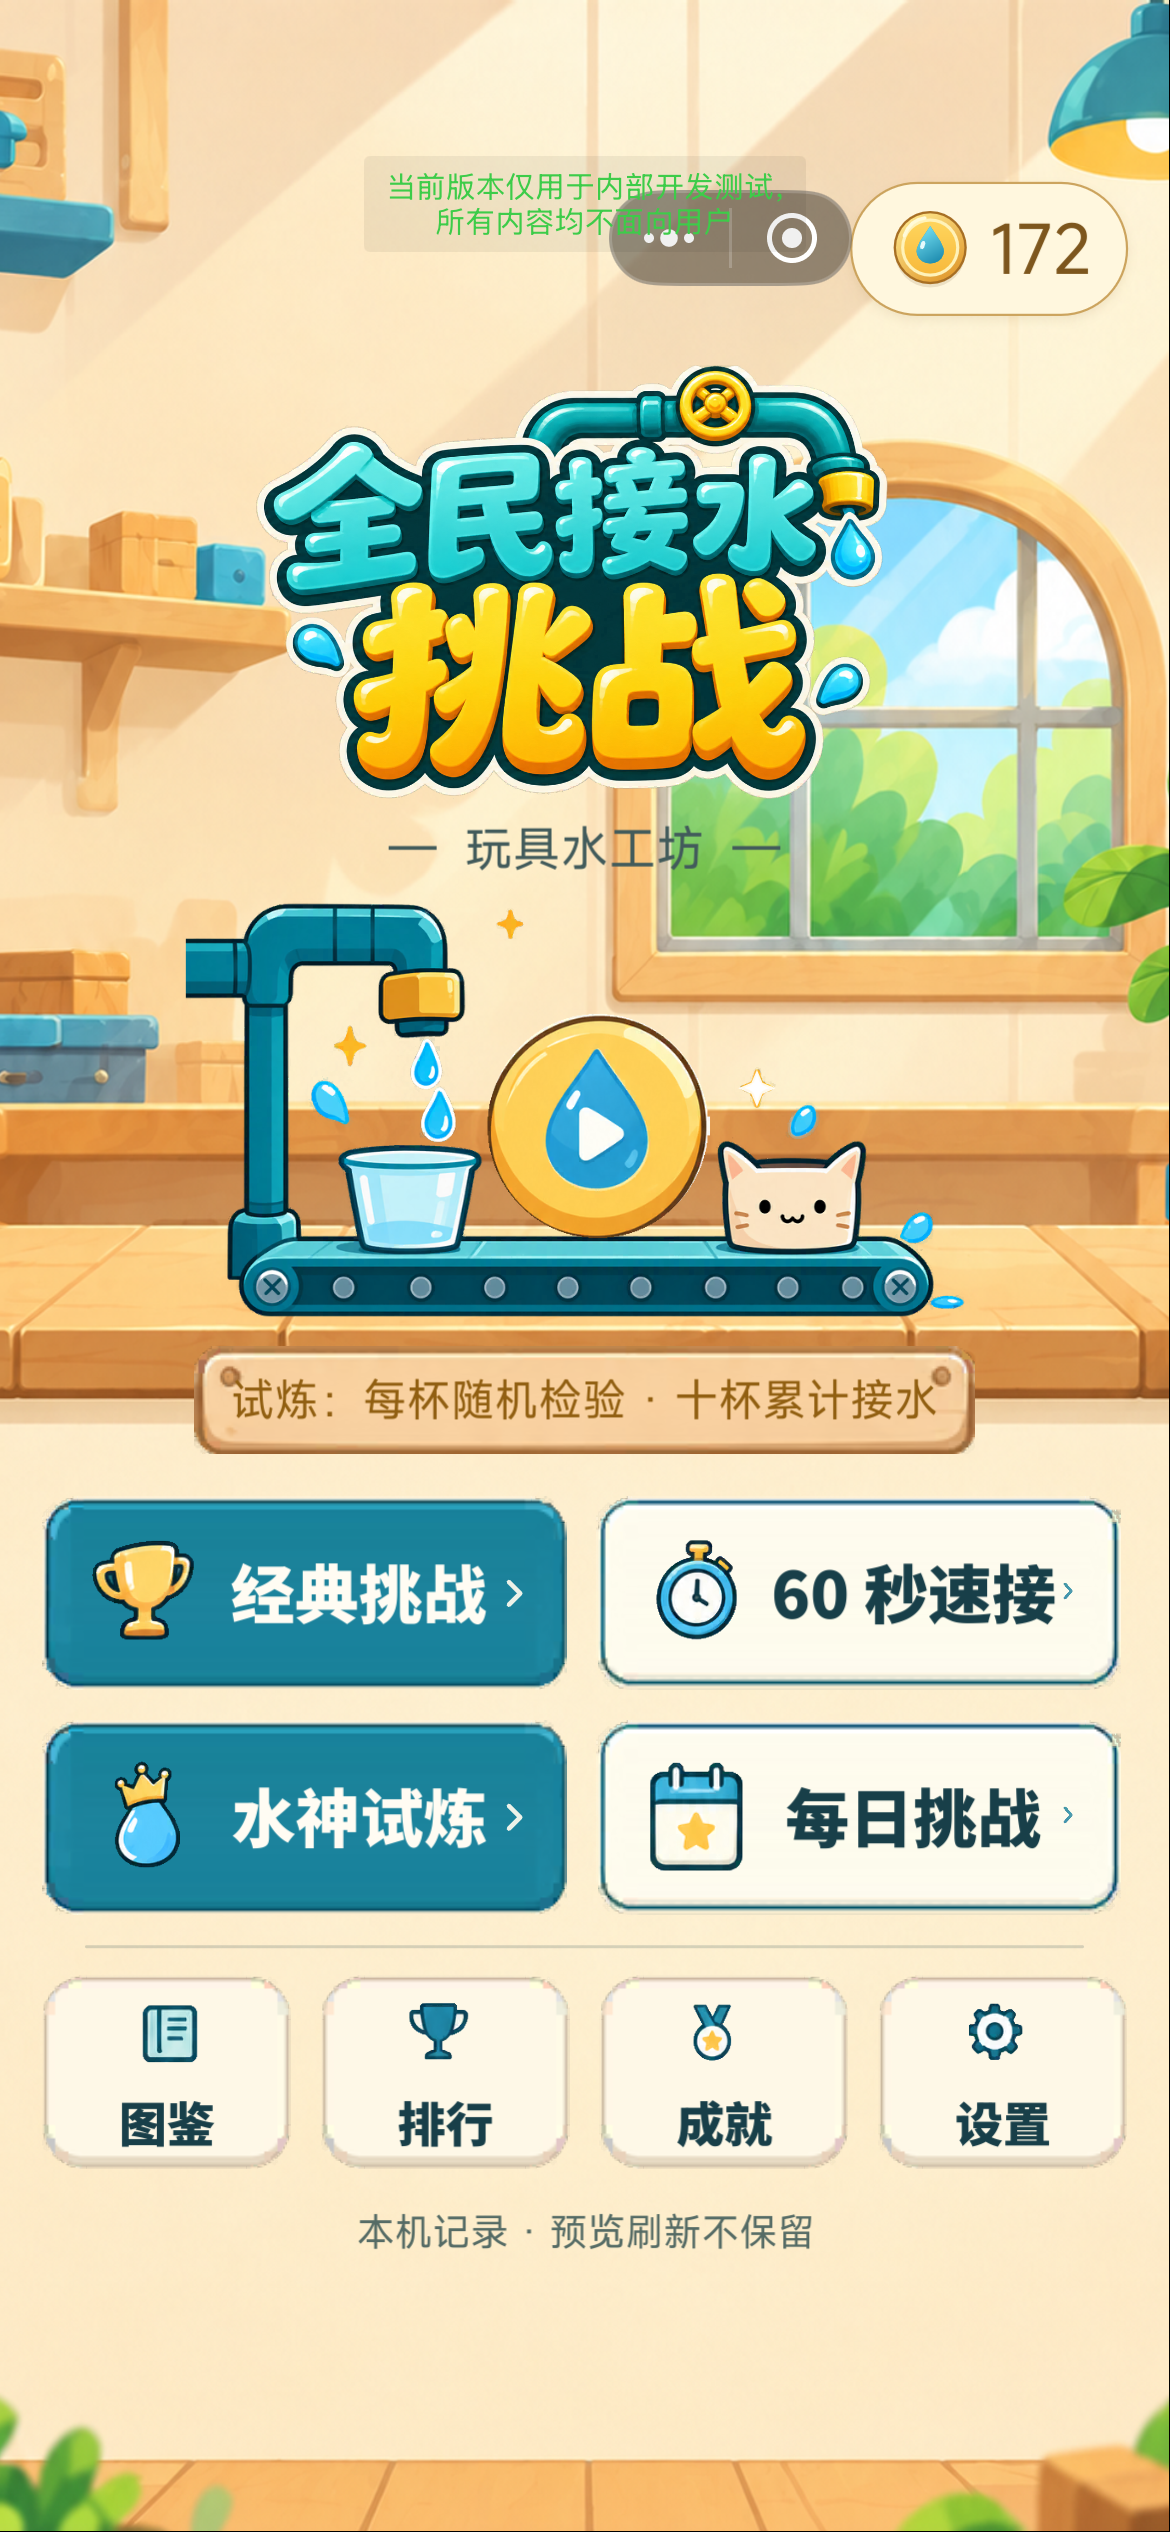 当前版本仅用于内部开发测试,
所有内容均不面向用户
172
全民接水
挑战
— 玩具水工坊 —
试炼：每杯随机检验 · 十杯累计接水
经典挑战
60 秒速接
水神试炼
每日挑战
图鉴
排行
成就
设置
本机记录 · 预览刷新不保留